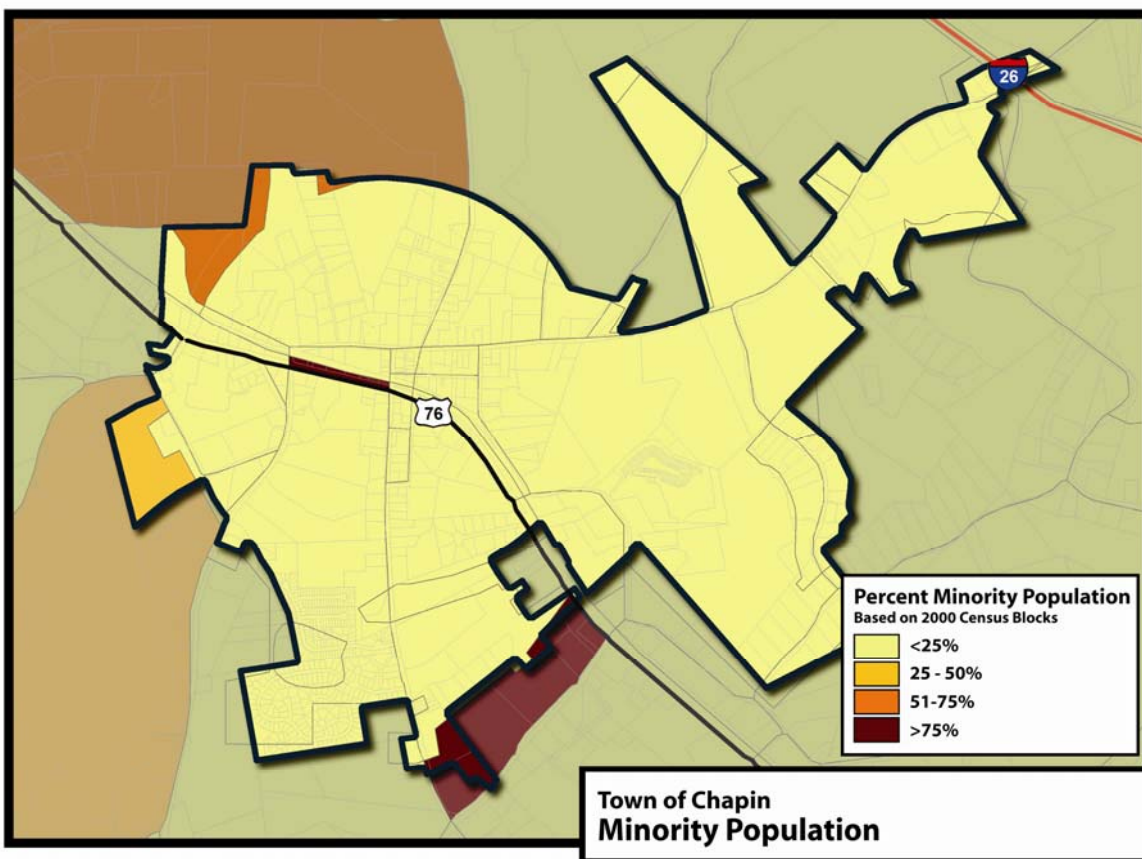 26
76
Percent Minority Population
Based on 2000 Census Blocks
<25%
25 - 50%
51-75%
>75%
Town of Chapin
Minority Population